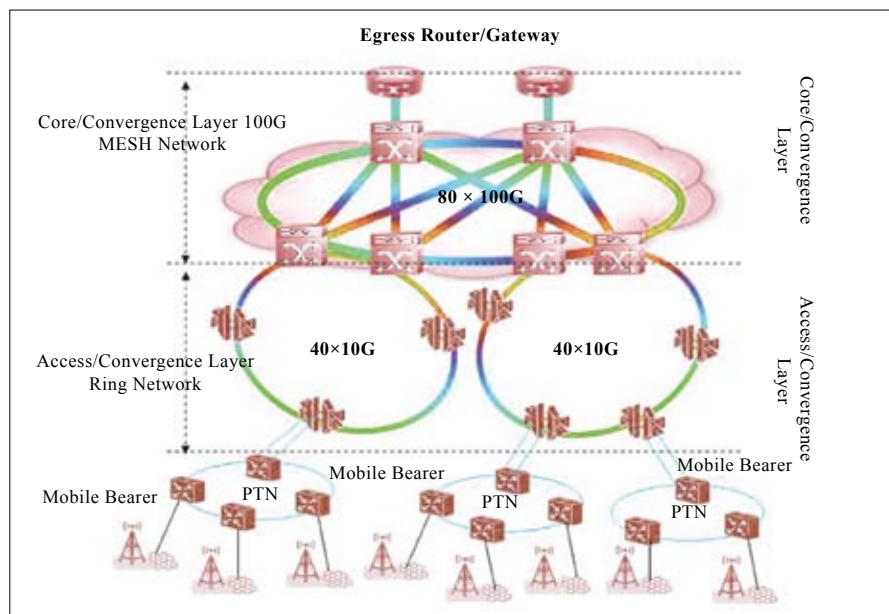 Egress Router/Gateway
Core/Convergence Layer 100G
MESH Network
Core/Convergence
Layer
80 × 100G
Access/Convergence Layer
Ring Network
40×10G
40×10G
Access/Convergence
Layer
Mobile Bearer
PTN
Mobile Bearer
PTN
Mobile Bearer
PTN